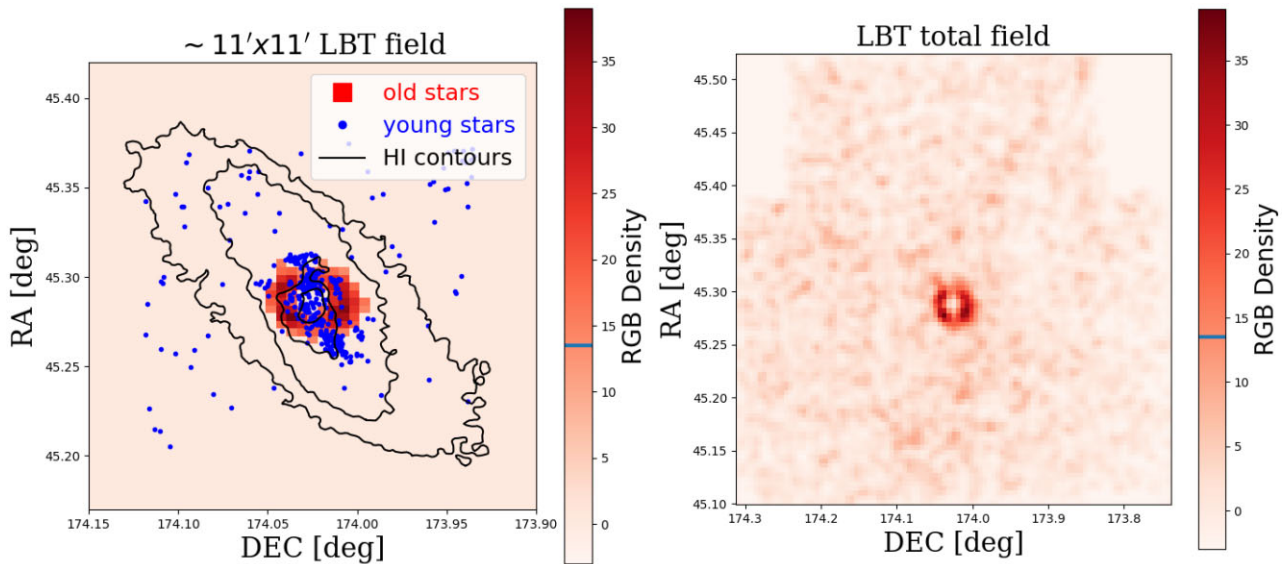 ~ 11'x11' LBT field
old stars
young stars
HI contours
RA [deg]
45.40
45.35
45.30
45.25
45.20
174.15 174.10 174.05 174.00 173.95 173.90
DEC [deg]
35
30
25
20
15
10
5
0
RGB Density
LBT total field
RA [deg]
45.50
45.45
45.40
45.35
45.30
45.25
45.20
45.15
45.10
174.3 174.2 174.1 174.0 173.9 173.8
DEC [deg]
35
30
25
20
15
10
5
0
RGB Density